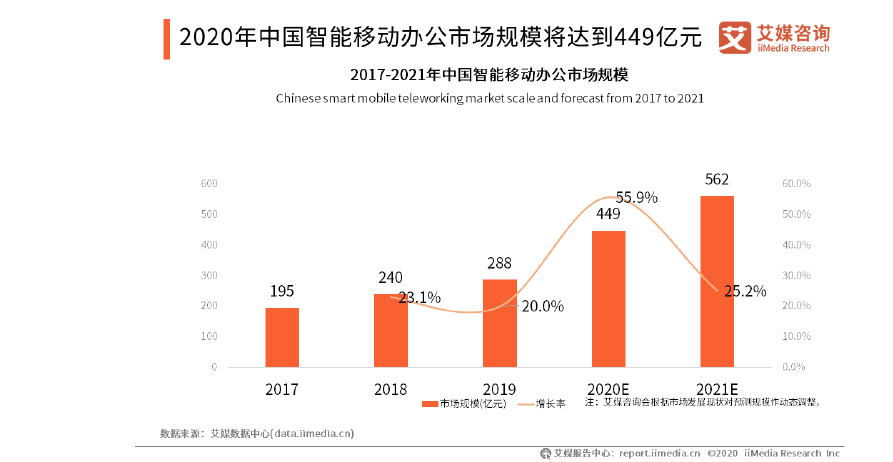 2020年中国智能移动办公市场规模将达到449亿元
艾媒咨询
iiMedia Research
2017-2021年中国智能移动办公市场规模
Chinese smart mobile teleworking market scale and forecast from 2017 to 2021
600
500
400
300
200
100
0
195
240
288
449
562
23.1%
20.0%
55.9%
25.2%
60.0%
50.0%
40.0%
30.0%
20.0%
10.0%
0.0%
2017
2018
2019
2020E
2021E
市场规模(亿元)
增长率
注：艾媒咨询会根据市场发展现状对预测规模作动态调整。
数据来源：艾媒数据中心(data.iimedia.cn)
艾媒报告中心：report.iimedia.cn ©2020 iiMedia Research Inc